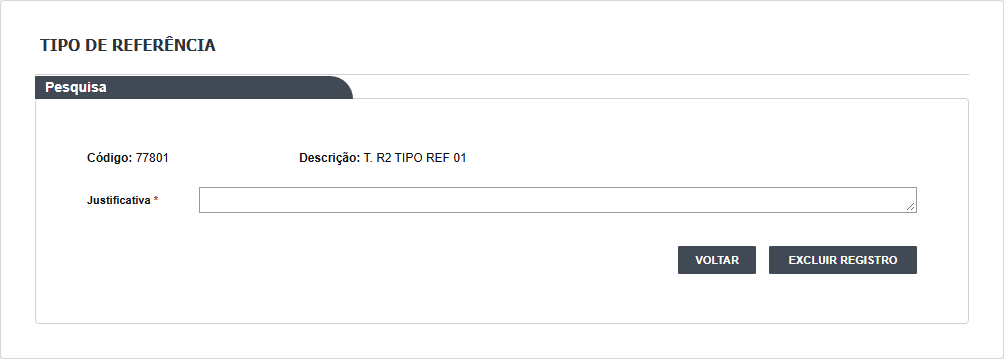 TIPO DE REFERÊNCIA
Pesquisa
Código: 77801 Descrição: T. R2 TIPO REF 01
Justificativa *
VOLTAR EXCLUIR REGISTRO